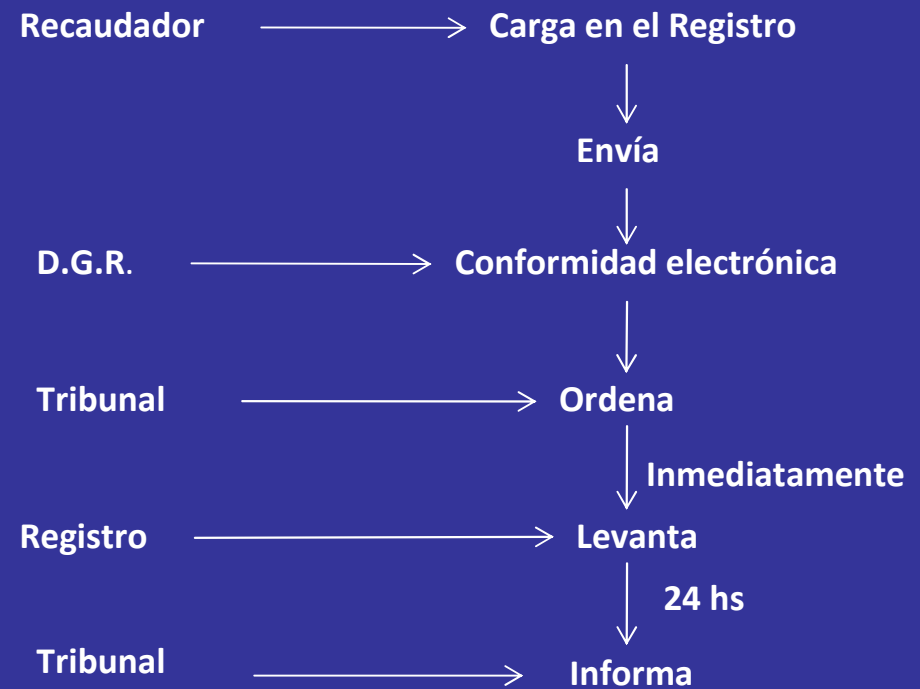 Recaudador Carga en el Registro
Envía
D.G.R. Conformidad electrónica
Tribunal Ordena
Inmediatamente
Registro Levanta
24 hs
Tribunal Informa